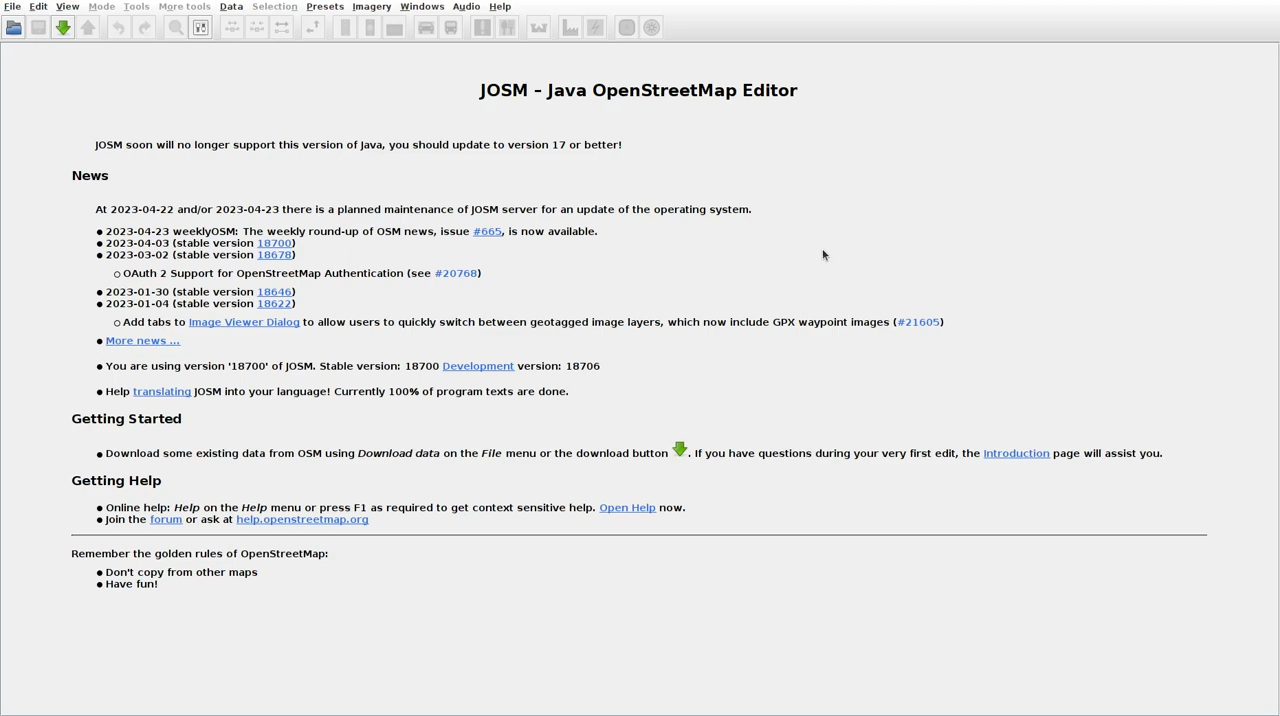 File Edit View Mode Tools More tools Data Selection Presets Imagery Windows Audio Help
JOSM – Java OpenStreetMap Editor
JOSM soon will no longer support this version of Java, you should update to version 17 or better!
News
At 2023-04-22 and/or 2023-04-23 there is a planned maintenance of JOSM server for an update of the operating system.
2023-04-23 weeklyOSM: The weekly round-up of OSM news, issue #665, is now available.
2023-04-03 (stable version 18700)
2023-03-02 (stable version 18678)
OAuth 2 Support for OpenStreetMap Authentication (see #20768)
2023-01-30 (stable version 18646)
2023-01-04 (stable version 18622)
Add tabs to Image Viewer Dialog to allow users to quickly switch between geotagged image layers, which now include GPX waypoint images (#21605)
More news ...
You are using version '18700' of JOSM. Stable version: 18700 Development version: 18706
Help translating JOSM into your language! Currently 100% of program texts are done.
Getting Started
Download some existing data from OSM using Download data on the File menu or the download button . If you have questions during your very first edit, the Introduction page will assist you.
Getting Help
Online help: Help on the Help menu or press F1 as required to get context sensitive help. Open Help now.
Join the forum or ask at help.openstreetmap.org
Remember the golden rules of OpenStreetMap:
Don't copy from other maps
Have fun!